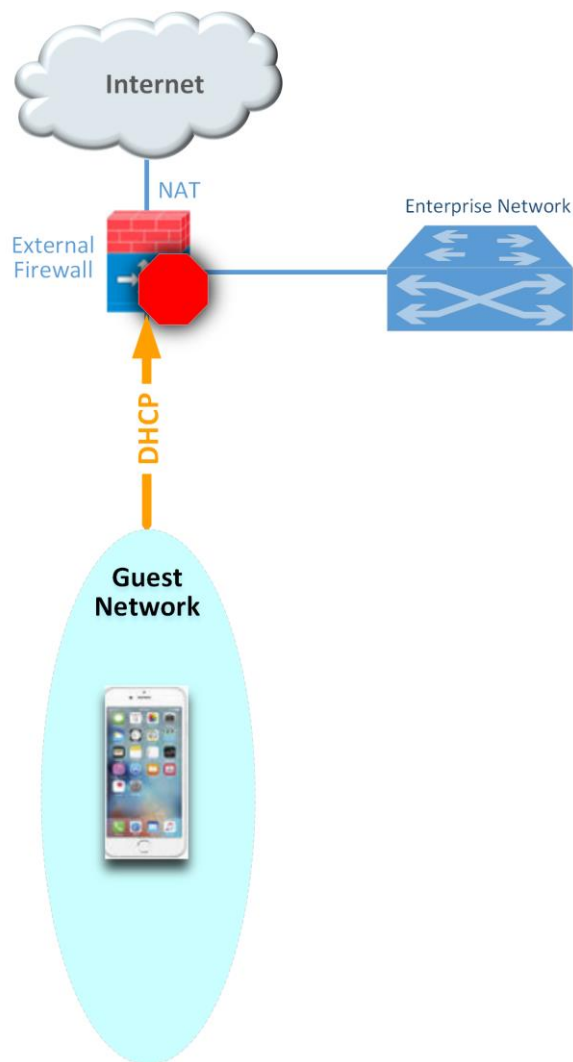 Internet
NAT
External
Firewall
Enterprise Network
DHCP
Guest
Network